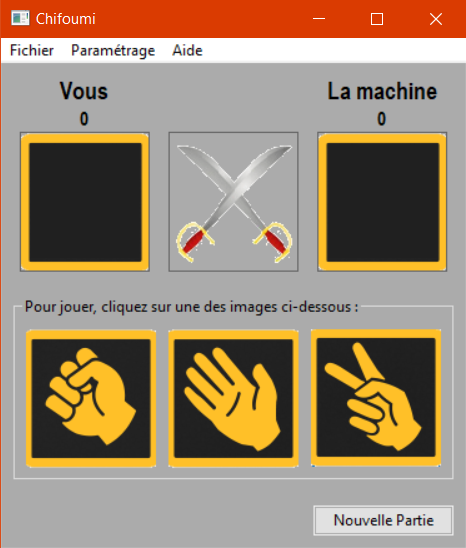 Chifoumi
Fichier Paramétrage Aide
Vous La machine
0 0
Pour jouer, cliquez sur une des images ci-dessous :
Nouvelle Partie